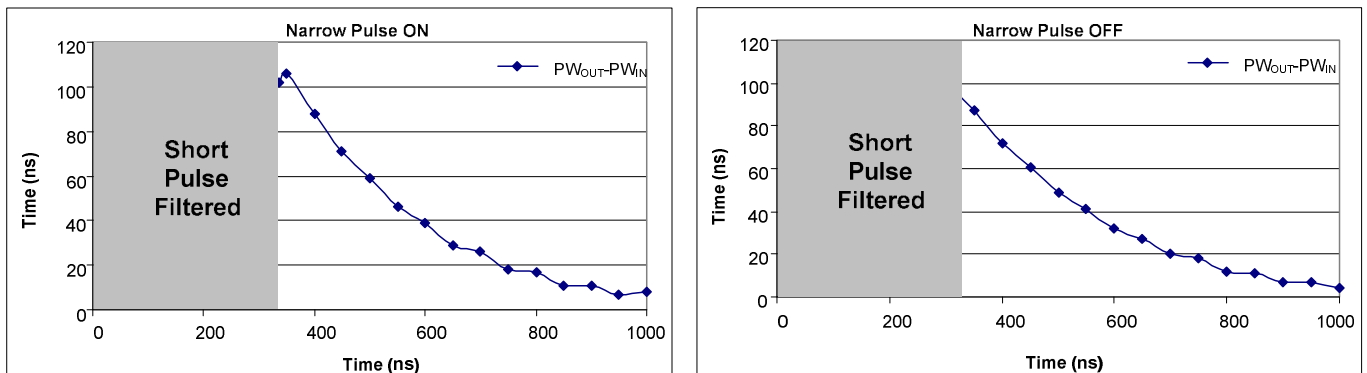 Narrow Pulse ON
120
100
80
60
40
20
0
Time (ns)
Short
Pulse
Filtered
PWOUT-PWIN
0 200 400 600 800 1000
Time (ns)
Narrow Pulse OFF
120
100
80
60
40
20
0
Time (ns)
Short
Pulse
Filtered
PWOUT-PWIN
0 200 400 600 800 1000
Time (ns)